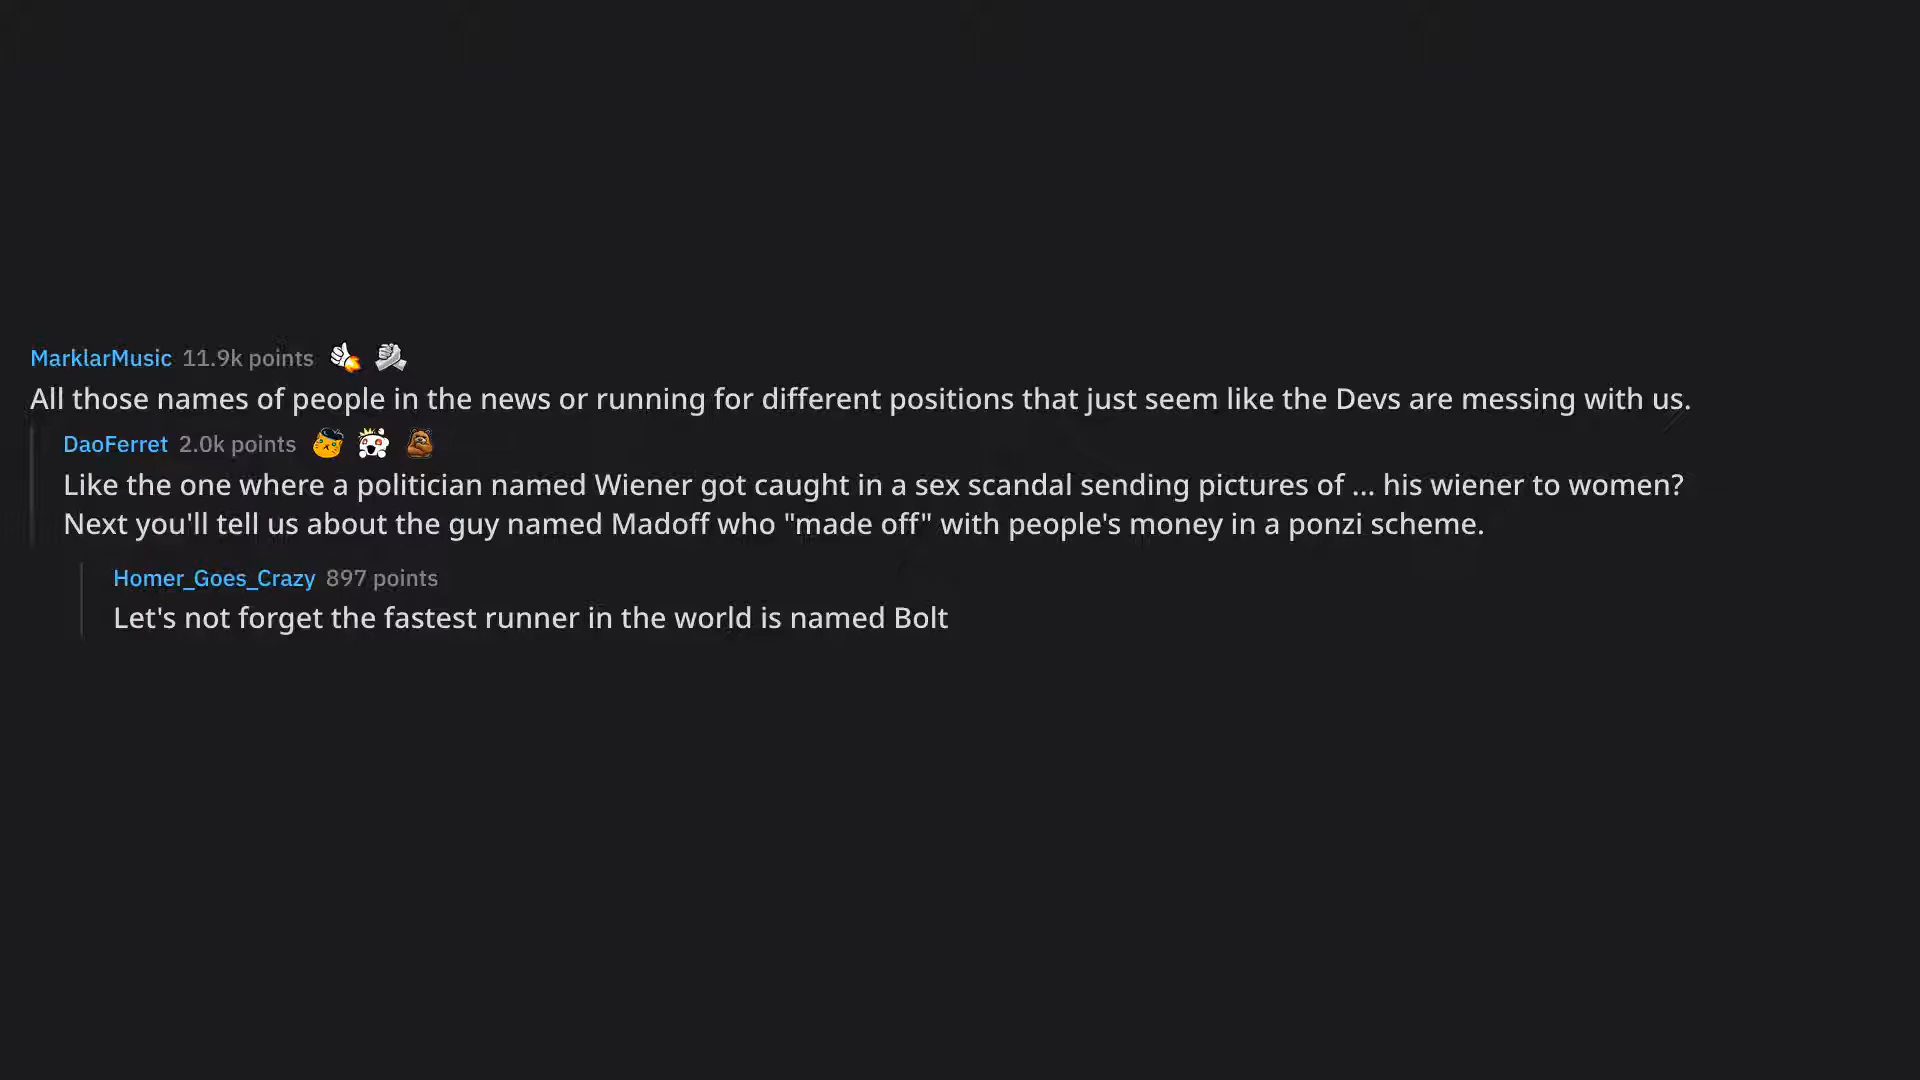 MarklarMusic 11.9k points
All those names of people in the news or running for different positions that just seem like the Devs are messing with us.
DaoFerret 2.0k points
Like the one where a politician named Wiener got caught in a sex scandal sending pictures of ... his wiener to women?
Next you'll tell us about the guy named Madoff who "made off" with people's money in a ponzi scheme.
Homer_Goes_Crazy 897 points
Let's not forget the fastest runner in the world is named Bolt